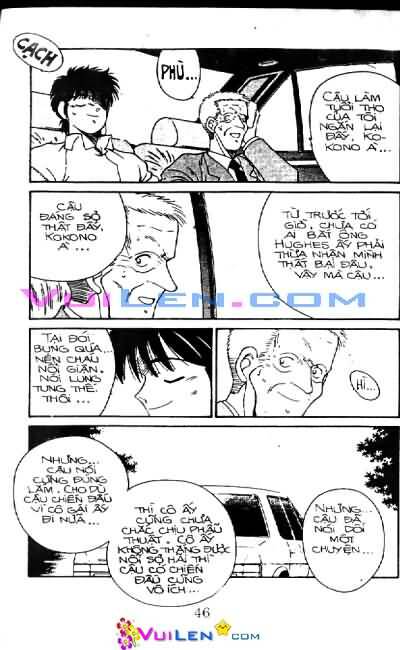 CẠCH
PHÙ...
CẬU LÀM
TUỔI THỌ
CỦA TÔI
NGẮN LẠI
ĐẤY, KO-
KONO
À...
CẬU
ĐÁNG SỢ
THẬT ĐẤY,
KOKONO
À...
TỪ TRƯỚC TỚI
GIỜ, CHƯA CÓ
AI BẮT ÔNG
HUGHES ẤY PHẢI
THỪA NHẬN MÌNH
THẤT BẠI ĐÂU,
VẬY MÀ CẬU...
VuiLen.com
TẠI ĐÓI
BỤNG QUÁ,
NÊN CHÁU
NỔI GIẬN,
NÓI LUNG
TUNG THẾ
THÔI...
HI...
NHƯNG...
CẬU NÓI
CŨNG ĐÚNG
LẮM. CHO DÙ
CẬU CHIẾN ĐẤU
VÌ CÔ GÁI ẤY
ĐI NỮA...
THÌ CÔ ẤY
CŨNG CHƯA
CHẮC CHỊU PHẪU
THUẬT. CÔ ẤY
KHÔNG THẮNG ĐƯỢC
NỖI SỢ HÃI THÌ
CẬU CÓ CHIẾN
ĐẤU CŨNG
VÔ ÍCH...
NHƯNG...
CẬU ĐÃ
NÓI DỐI
MỘT
CHUYỆN...
46
VuiLen.com